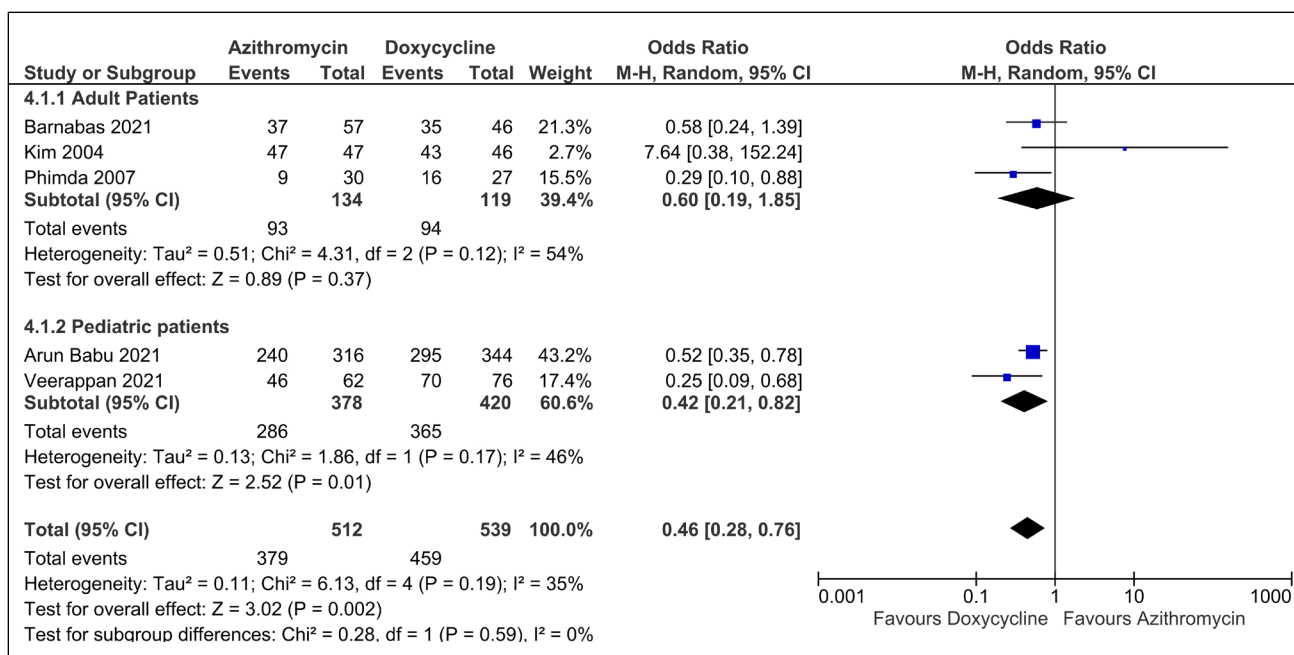 Azithromycin Doxycycline Odds Ratio Odds Ratio
Study or Subgroup Events Total Events Total Weight M-H, Random, 95% CI M-H, Random, 95% CI
4.1.1 Adult Patients
Barnabas 2021 37 57 35 46 21.3% 0.58 [0.24, 1.39]
Kim 2004 47 47 43 46 2.7% 7.64 [0.38, 152.24]
Phimda 2007 9 30 16 27 15.5% 0.29 [0.10, 0.88]
Subtotal (95% CI) 134 119 39.4% 0.60 [0.19, 1.85]
Total events 93 94
Heterogeneity: Tau² = 0.51; Chi² = 4.31, df = 2 (P = 0.12); I² = 54%
Test for overall effect: Z = 0.89 (P = 0.37)
4.1.2 Pediatric patients
Arun Babu 2021 240 316 295 344 43.2% 0.52 [0.35, 0.78]
Veerappan 2021 46 62 70 76 17.4% 0.25 [0.09, 0.68]
Subtotal (95% CI) 378 420 60.6% 0.42 [0.21, 0.82]
Total events 286 365
Heterogeneity: Tau² = 0.13; Chi² = 1.86, df = 1 (P = 0.17); I² = 46%
Test for overall effect: Z = 2.52 (P = 0.01)
Total (95% CI) 512 539 100.0% 0.46 [0.28, 0.76]
Total events 379 459
Heterogeneity: Tau² = 0.11; Chi² = 6.13, df = 4 (P = 0.19); I² = 35%
Test for overall effect: Z = 3.02 (P = 0.002)
Test for subgroup differences: Chi² = 0.28, df = 1 (P = 0.59), I² = 0%
0.001 0.1 1 10 1000
Favours Doxycycline Favours Azithromycin